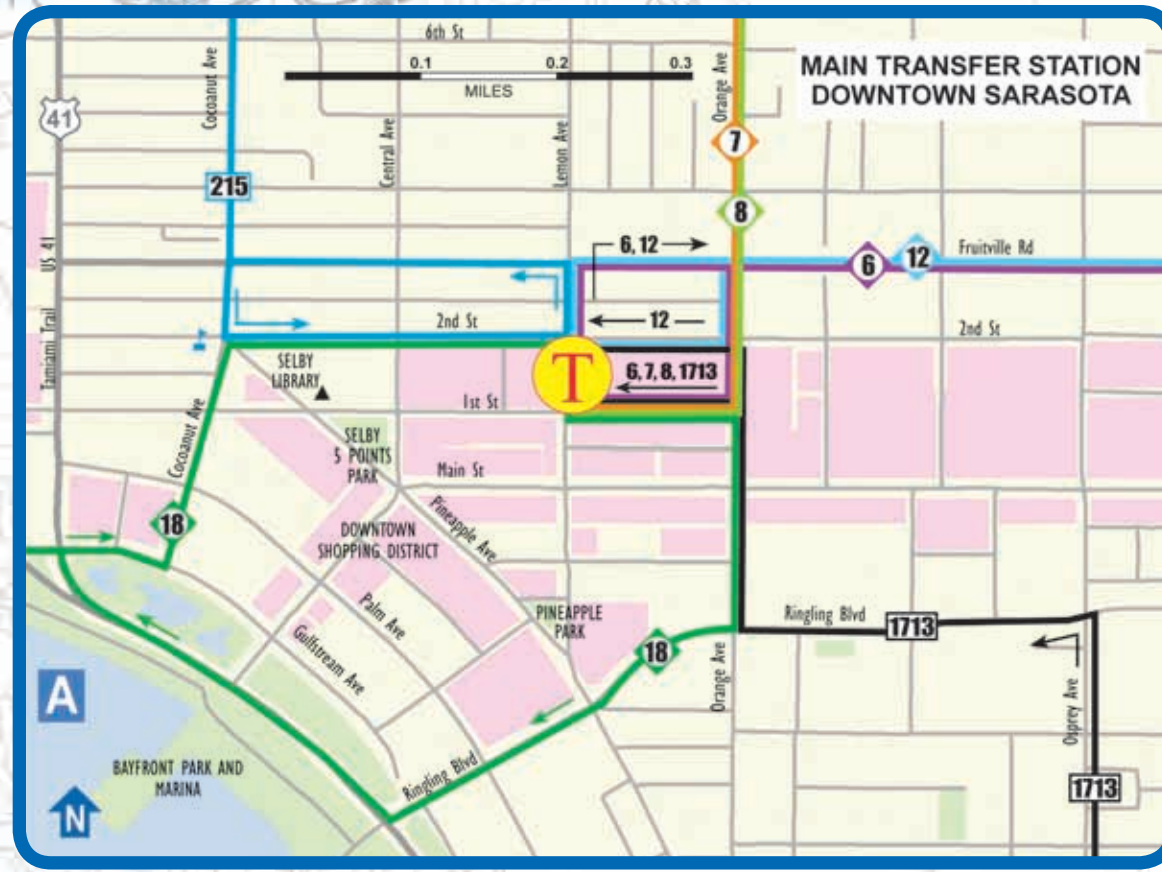 6th St
Cocoanut Ave
0.1
0.2
0.3
MILES
Orange Ave
MAIN TRANSFER STATION
DOWNTOWN SARASOTA
41
Central Ave
Lemon Ave
7
215
8
Tamiami Trail US 41
6, 12
6
12
Fruitville Rd
2nd St
12
2nd St
SELBY
LIBRARY
T
6, 7, 8, 1713
1st St
Cocoanut Ave
SELBY
5 POINTS
PARK
Main St
Pineapple Ave
18
DOWNTOWN
SHOPPING DISTRICT
Palm Ave
Gulfstream Ave
PINEAPPLE
PARK
18
Ringling Blvd
1713
Orange Ave
Osprey Ave
A
BAYFRONT PARK AND
MARINA
N
Ringling Blvd
1713